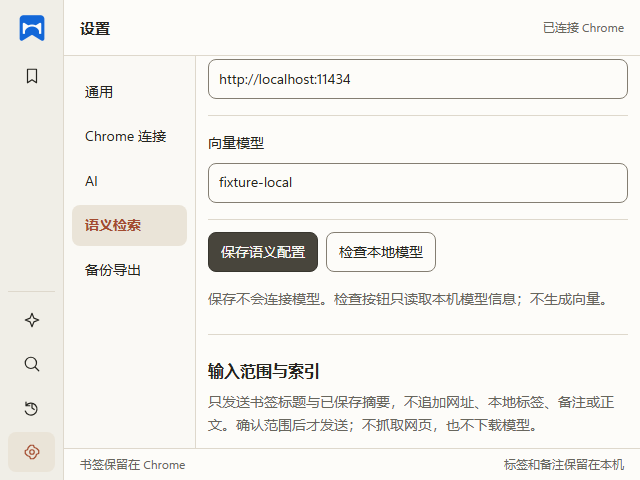 设置
已连接 Chrome
通用
Chrome 连接
AI
语义检索
备份导出
http://localhost:11434
向量模型
fixture-local
保存语义配置
检查本地模型
保存不会连接模型。检查按钮只读取本机模型信息；不生成向量。
输入范围与索引
只发送书签标题与已保存摘要，不追加网址、本地标签、备注或正
文。确认范围后才发送；不抓取网页，也不下载模型。
书签保留在 Chrome
标签和备注保留在本机